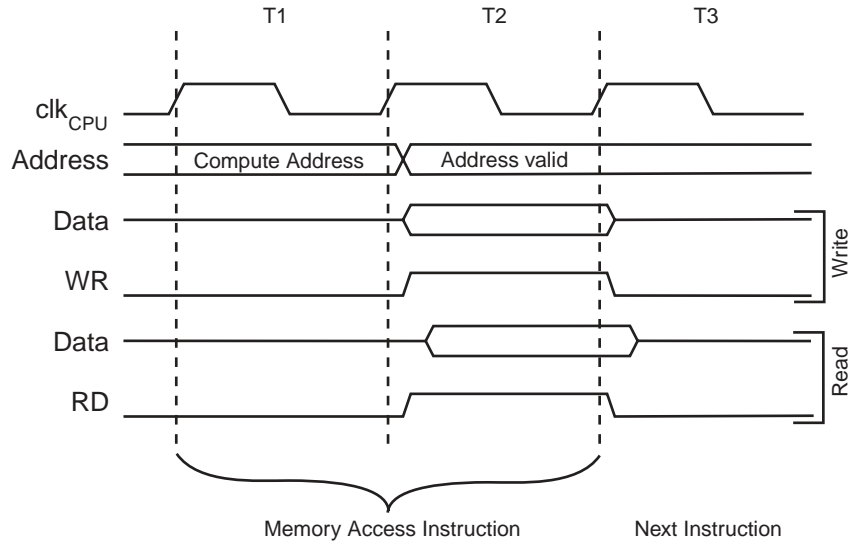 T1 T2 T3
clkCPU
Address Compute Address Address valid
Data
WR
Write
Data
RD
Read
Memory Access Instruction Next Instruction